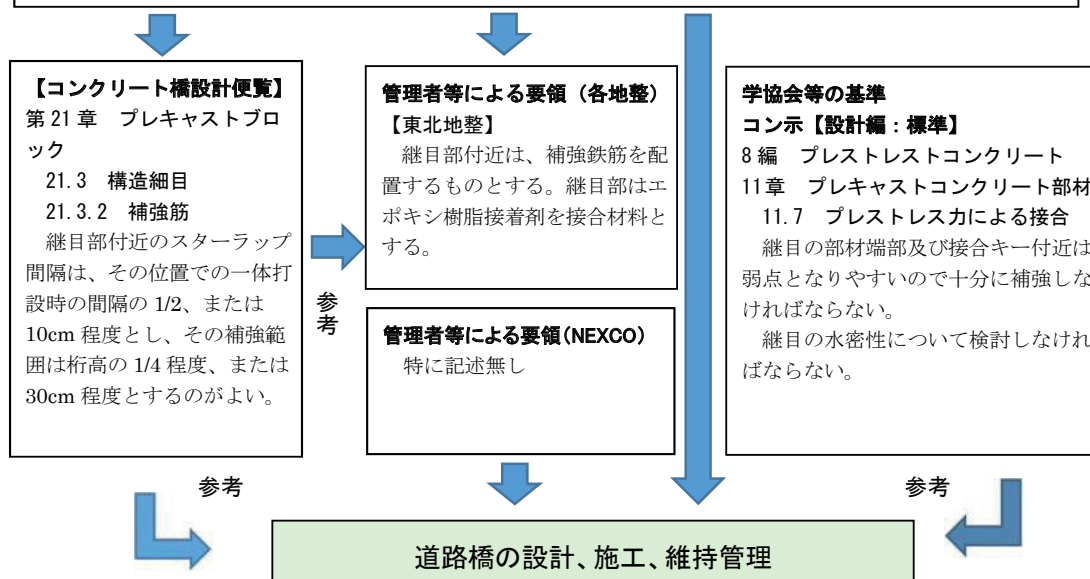 【コンクリート橋設計便覧】
第21章　プレキャストブロ
ック
21.3　構造細目
21.3.2　補強筋
継目部付近のスターラップ
間隔は、その位置での一体打
設時の間隔の 1/2、または
10cm 程度とし、その補強範
囲は桁高の 1/4 程度、または
30cm 程度とするのがよい。
参考
管理者等による要領（各地整）
【東北地整】
継目部付近は、補強鉄筋を配
置するものとする。継目部はエ
ポキシ樹脂接着剤を接合材料と
する。
管理者等による要領(NEXCO)
特に記述無し
学協会等の基準
コン示【設計編：標準】
8編　プレストレストコンクリート
11章　プレキャストコンクリート部材
11.7　プレストレス力による接合
継目の部材端部及び接合キー付近は
弱点となりやすいので十分に補強しな
ければならない。
継目の水密性について検討しなけれ
ばならない。
参考
参考
道路橋の設計、施工、維持管理